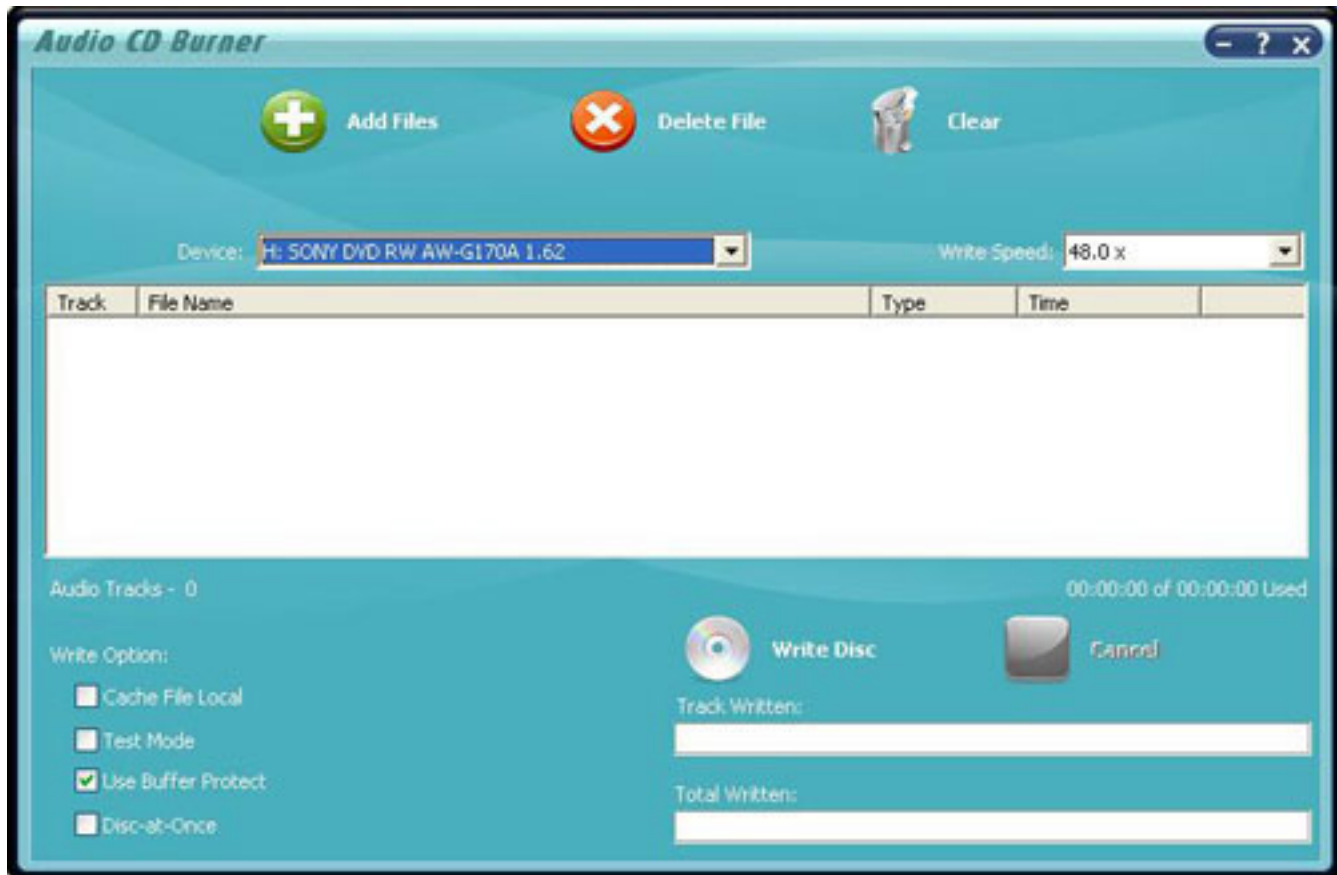 Audio CD Burner
Add Files Delete File Clear
Device: H: SONY DVD RW AW-G170A 1.62 Write Speed: 48.0 x
Track File Name Type Time
Audio Tracks - 0 00:00:00 of 00:00:00 Used
Write Disc Cancel
Write Option:
Cache File Local
Track Written:
Test Mode
Use Buffer Protect
Total Written:
Disc-at-Once